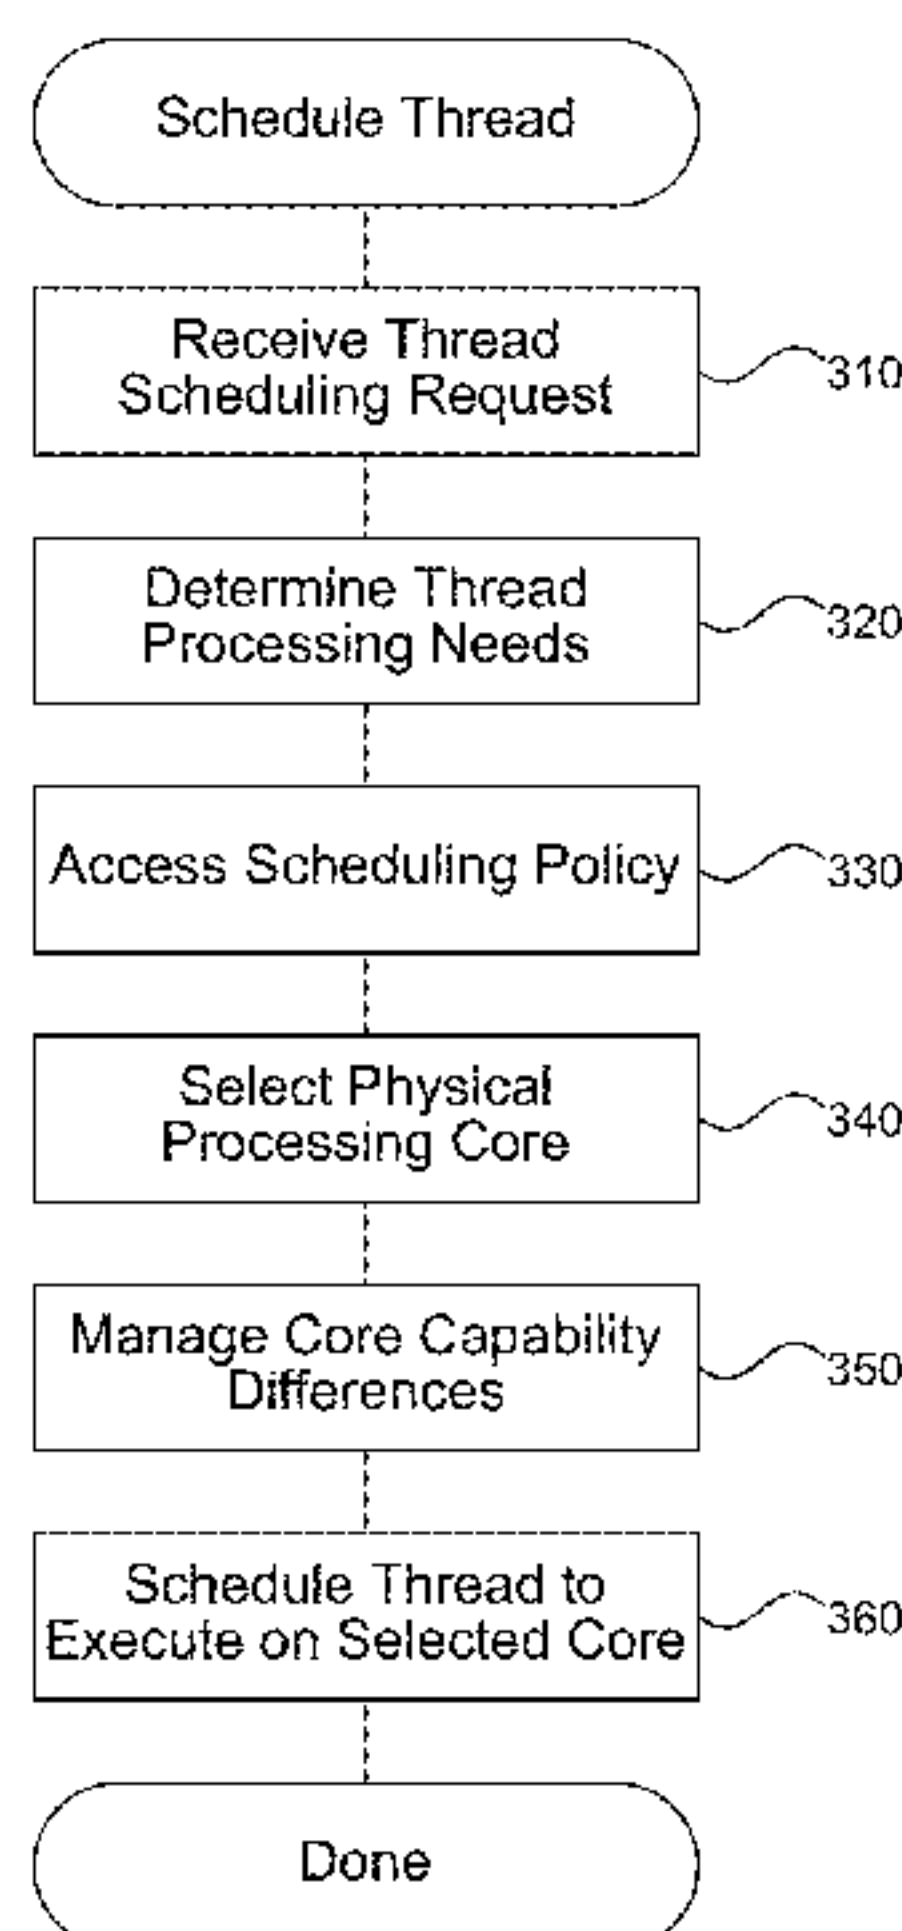 Schedule Thread
Receive Thread
Scheduling Request
310
Determine Thread
Processing Needs
320
Access Scheduling Policy
330
Select Physical
Processing Core
340
Manage Core Capability
Differences
350
Schedule Thread to
Execute on Selected Core
360
Done